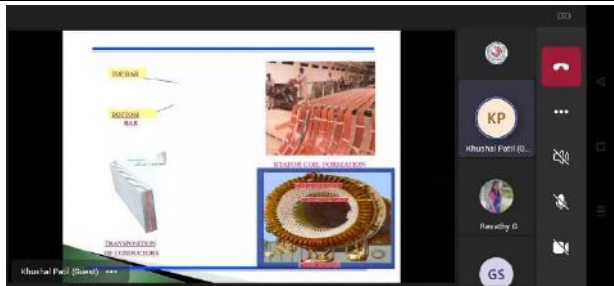 TOP BAR
BOTTOM
BAR
STATOR COIL FORMATION
TRANSPOSITION
OF CONDUCTORS
Khushal Patil (Guest) •••
KP
Khushal Patil (G...
Revathy G
GS